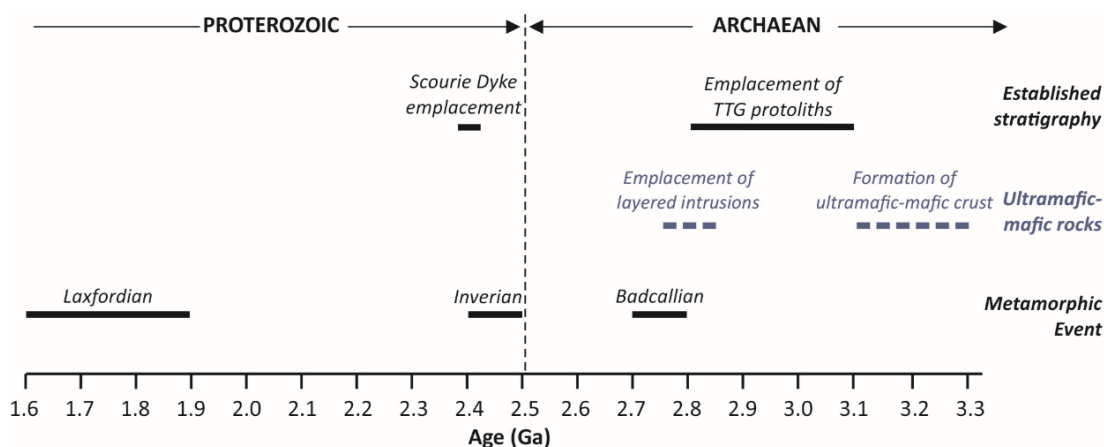 PROTEROZOIC ARCHAEAN
Scourie Dyke
emplacement
Emplacement of
TTG protoliths
Established
stratigraphy
Emplacement of
layered intrusions
Formation of
ultramafic-mafic crust
Ultramafic-
mafic rocks
Laxfordian
Inverian
Badcallian
Metamorphic
Event
1.6 1.7 1.8 1.9 2.0 2.1 2.2 2.3 2.4 2.5 2.6 2.7 2.8 2.9 3.0 3.1 3.2 3.3
Age (Ga)